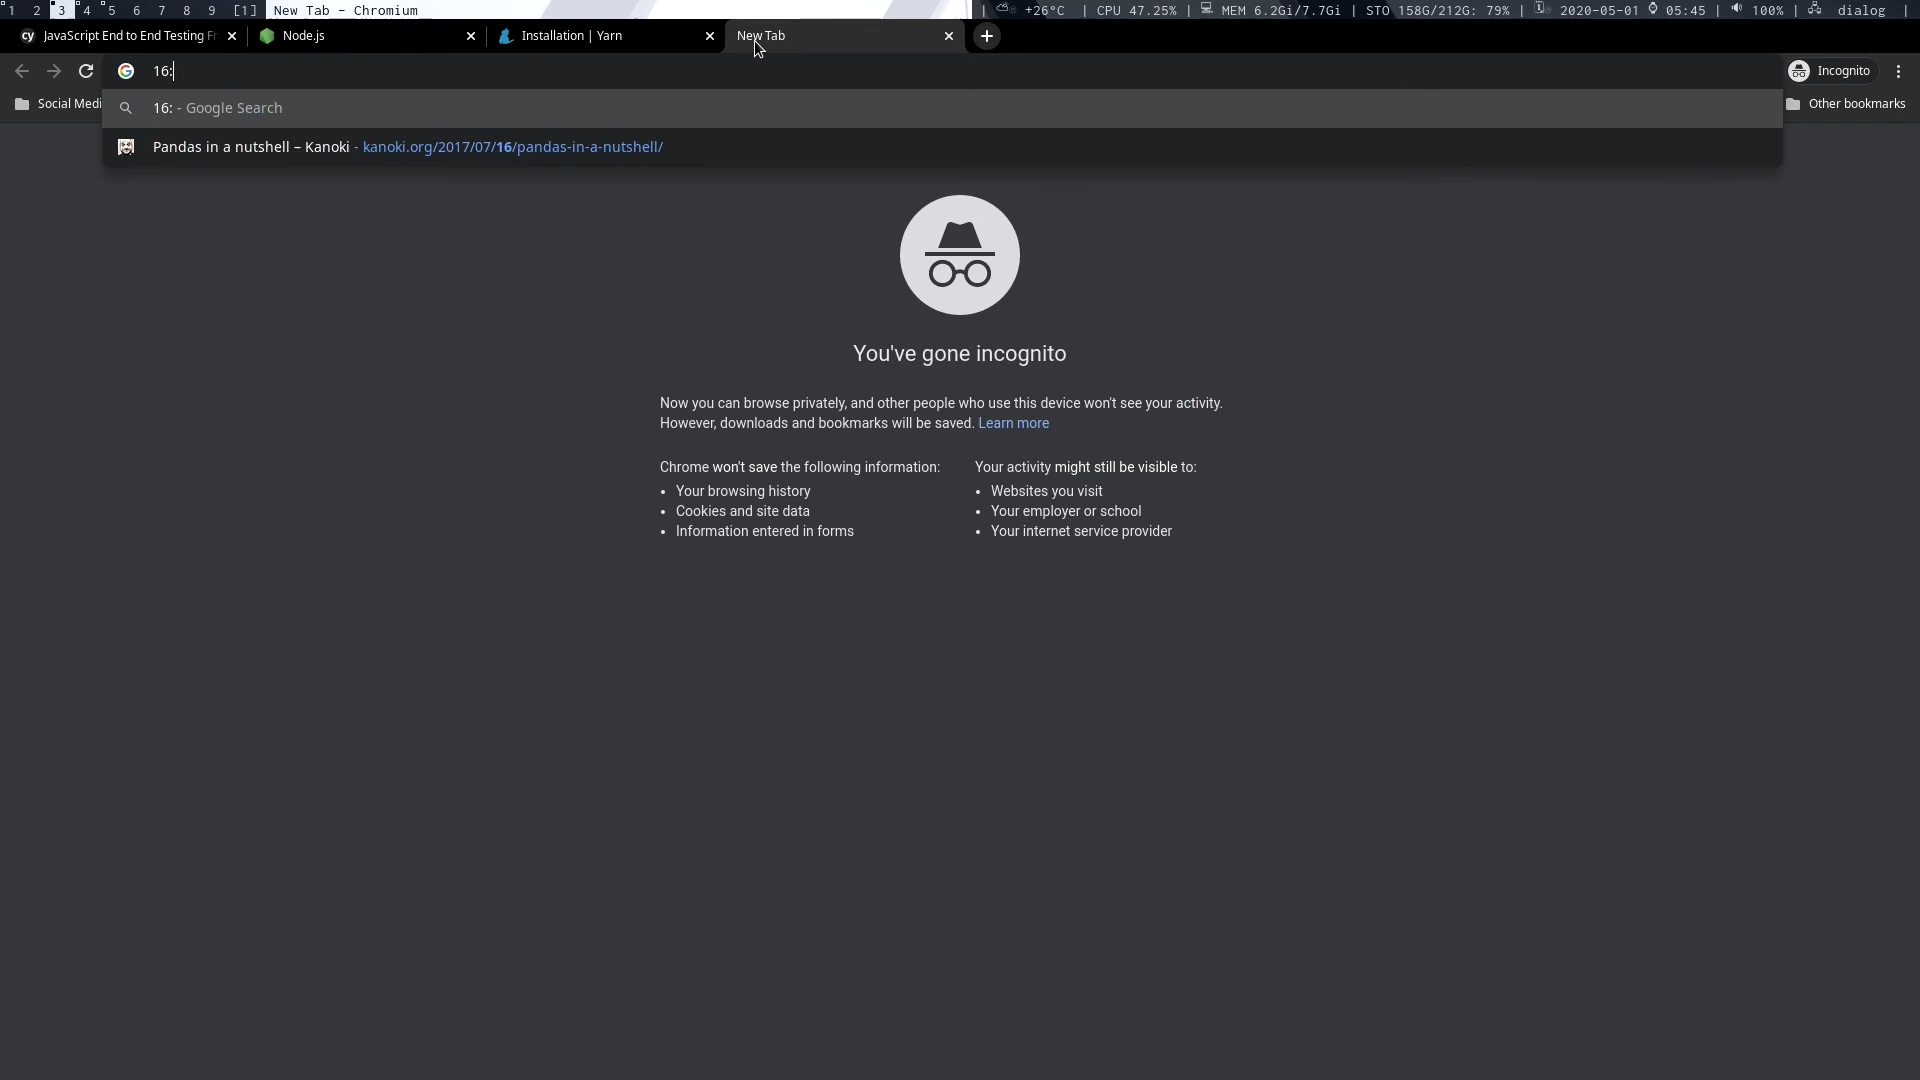 1 2 3 4 5 6 7 8 9 [1] New Tab - Chromium | +26°C | CPU 47.25% | MEM 6.2Gi/7.7Gi | STO 158G/212G: 79% | 2020-05-01 05:45 | 100% | dialog |
cy JavaScript End to End Testing Fr Node.js Installation | Yarn New Tab
16: Incognito
Social Medi Other bookmarks
16: - Google Search
Pandas in a nutshell – Kanoki - kanoki.org/2017/07/16/pandas-in-a-nutshell/
You've gone incognito
Now you can browse privately, and other people who use this device won't see your activity.
However, downloads and bookmarks will be saved. Learn more
Chrome won't save the following information:
• Your browsing history
• Cookies and site data
• Information entered in forms
Your activity might still be visible to:
• Websites you visit
• Your employer or school
• Your internet service provider